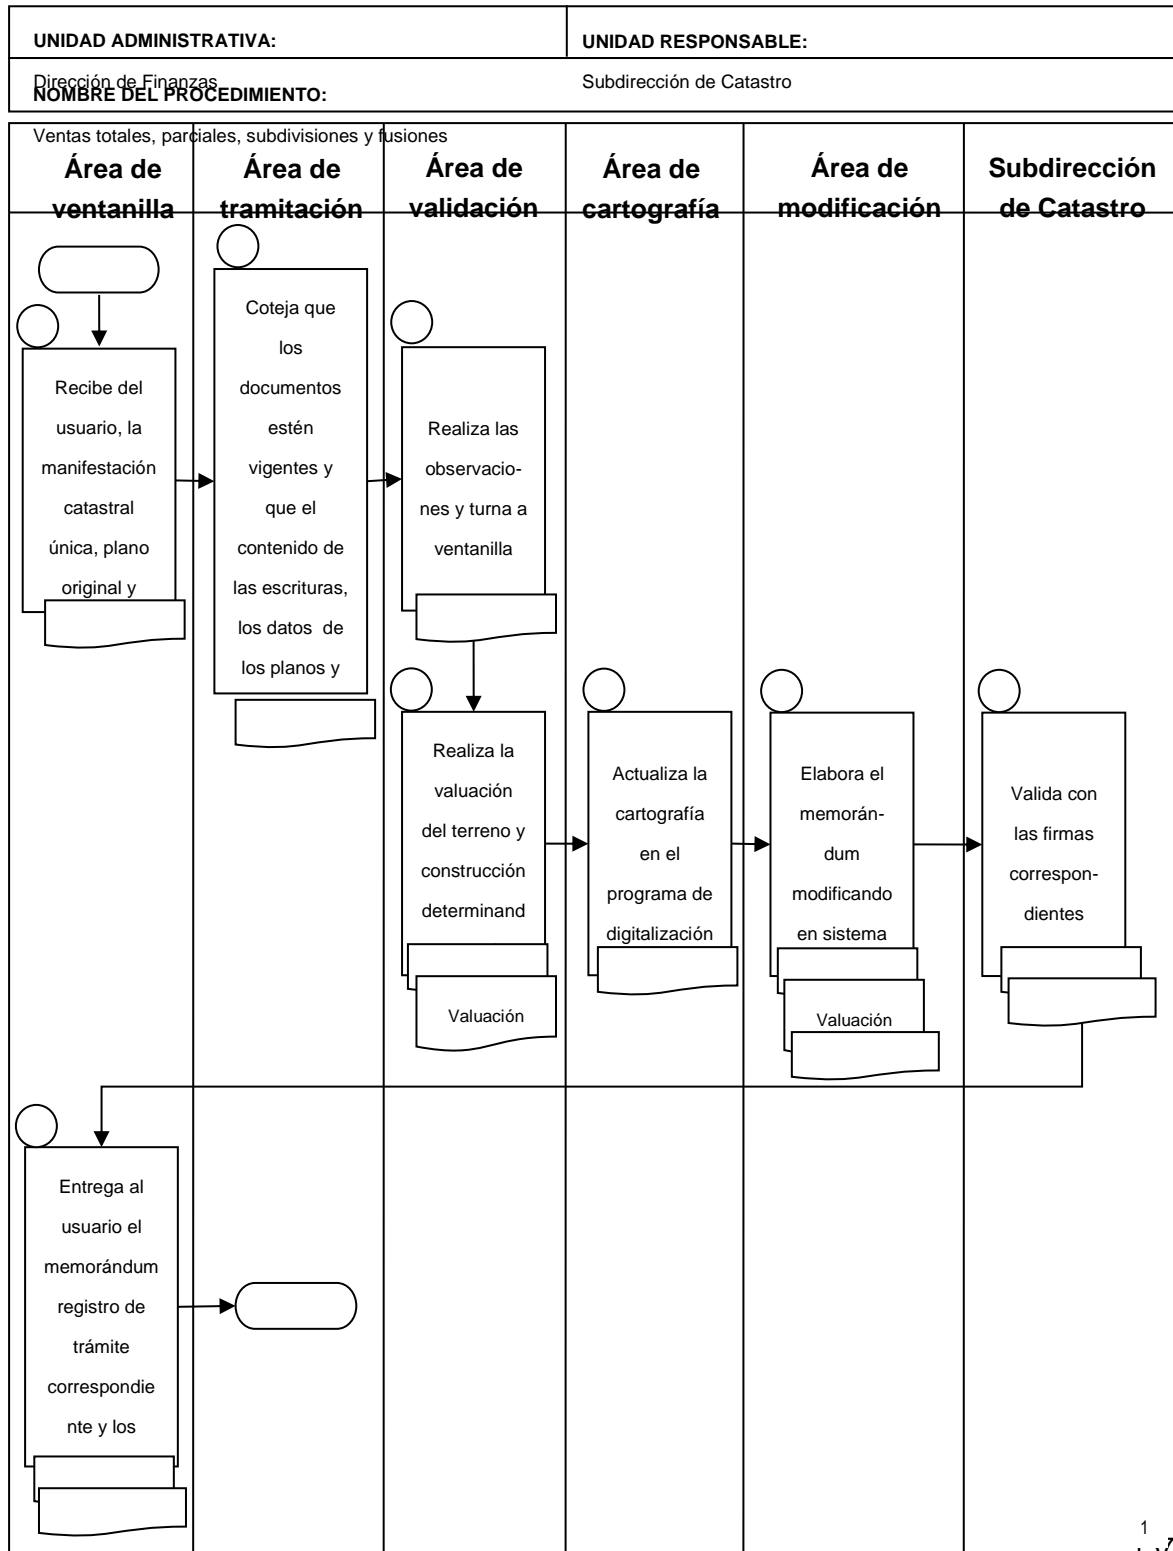 UNIDAD ADMINISTRATIVA:
UNIDAD RESPONSABLE:
Dirección de Finanzas
Subdirección de Catastro
NOMBRE DEL PROCEDIMIENTO:
Ventas totales, parciales, subdivisiones y fusiones
Área de
ventanilla
Área de
tramitación
Área de
validación
Área de
cartografía
Área de
modificación
Subdirección
de Catastro
Recibe del
usuario, la
manifestación
catastral
única, plano
original y
Coteja que
los
documentos
estén
vigentes y
que el
contenido de
las escrituras,
los datos de
los planos y
Realiza las
observacio-
nes y turna a
ventanilla
Realiza la
valuación
del terreno y
construcción
determinand
Valuación
Actualiza la
cartografía
en el
programa de
digitalización
Elabora el
memorán-
dum
modificando
en sistema
Valuación
Valida con
las firmas
correspon-
dientes
Entrega al
usuario el
memorándum
registro de
trámite
correspondie
nte y los
1